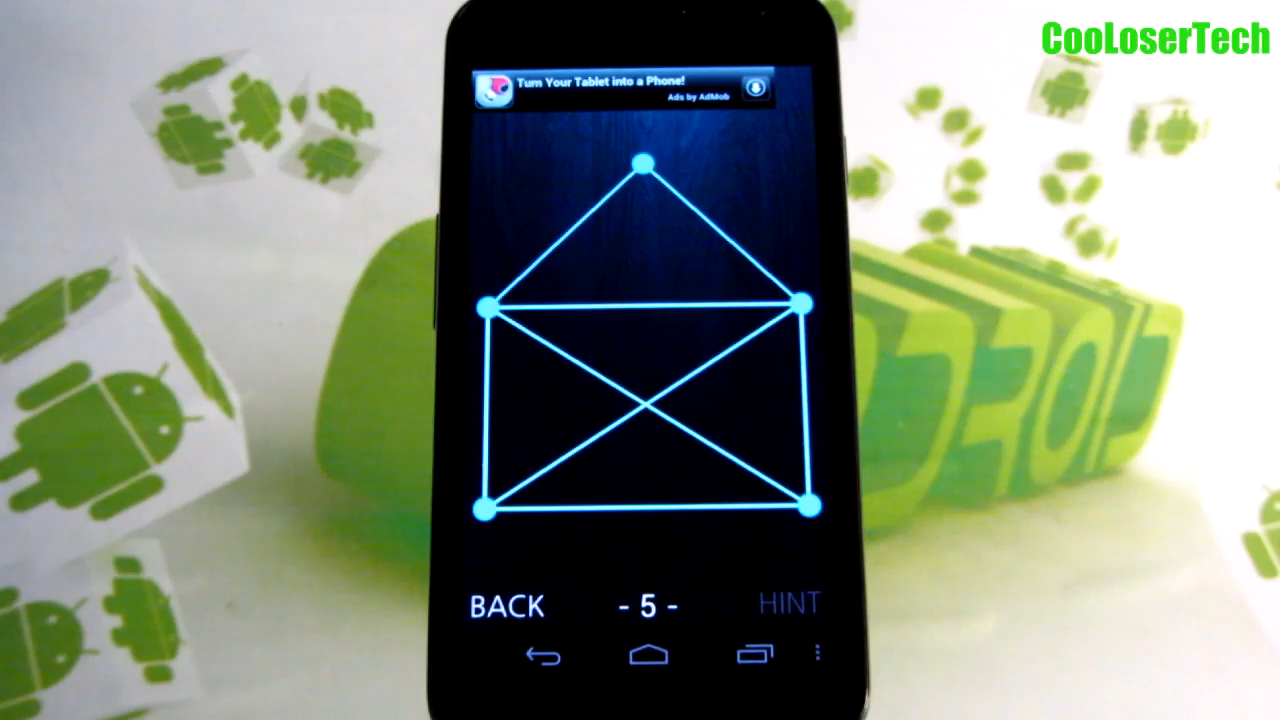 CooLoserTech
Turn Your Tablet into a Phone!
Ads by AdMob
BACK
- 5 -
HINT